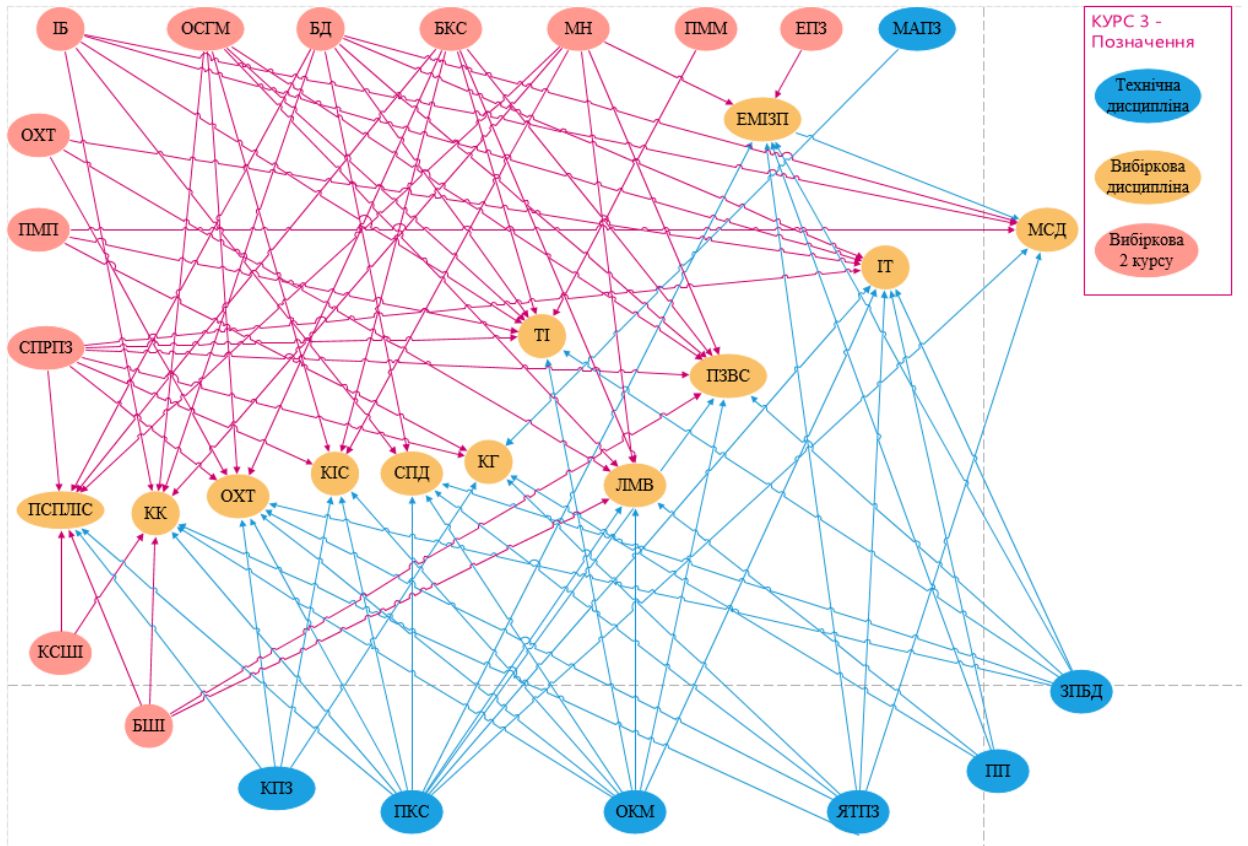 ІБ
ОСГМ
БД
БКС
МН
ПММ
ЕПЗ
МАПЗ
КУРС 3 -
Позначення
Технічна
дисципліна
Вибіркова
дисципліна
Вибіркова
2 курсу
ЕМІЗП
ОХТ
ПМП
МСД
ІТ
СПРПЗ
ТІ
ПЗВС
КІС
СПД
КГ
ЛМВ
ПСПЛІС
КК
ОХТ
КСШІ
БШІ
ЗПБД
КПЗ
ПКС
ОКМ
ЯТПЗ
ПП